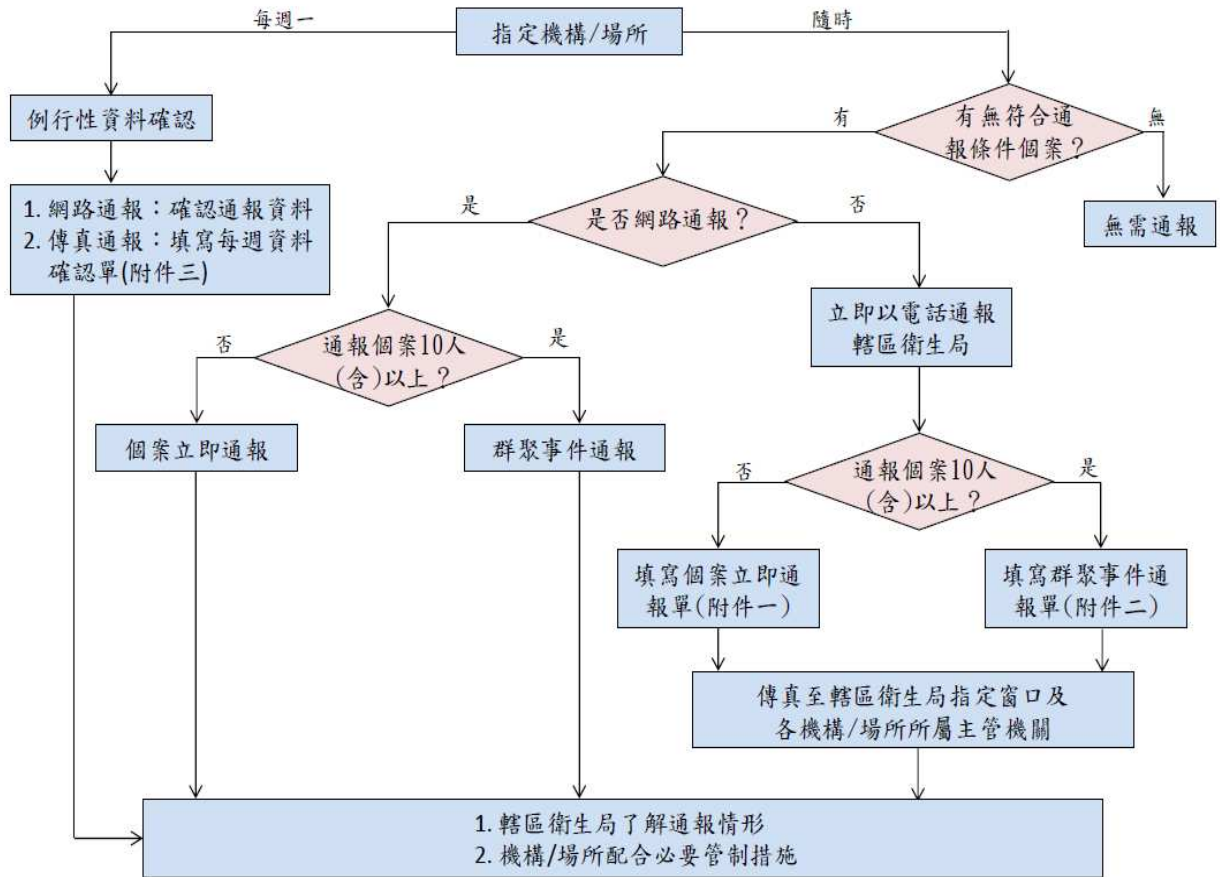 每週一
指定機構/場所
隨時
例行性資料確認
有無符合通
報條件個案？
有
無
1. 網路通報：確認通報資料
2. 傳真通報：填寫每週資料
確認單(附件三)
是
是否網路通報？
否
無需通報
立即以電話通報
轄區衛生局
否
通報個案10人
(含)以上？
是
個案立即通報
群聚事件通報
否
通報個案10人
(含)以上？
是
填寫個案立即通
報單(附件一)
填寫群聚事件通
報單(附件二)
傳真至轄區衛生局指定窗口及
各機構/場所所屬主管機關
1. 轄區衛生局了解通報情形
2. 機構/場所配合必要管制措施